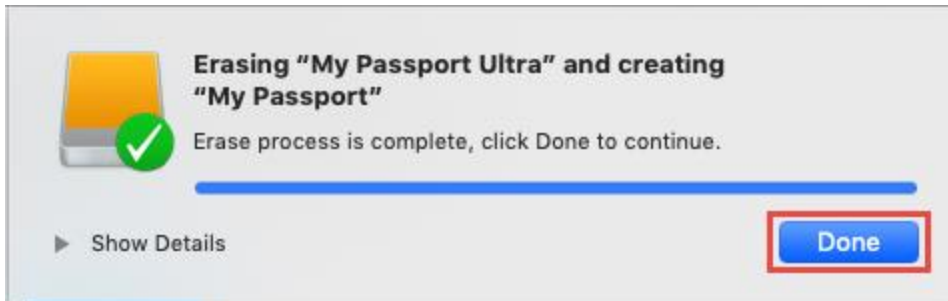 Erasing “My Passport Ultra” and creating
“My Passport”
Erase process is complete, click Done to continue.
Show Details
Done